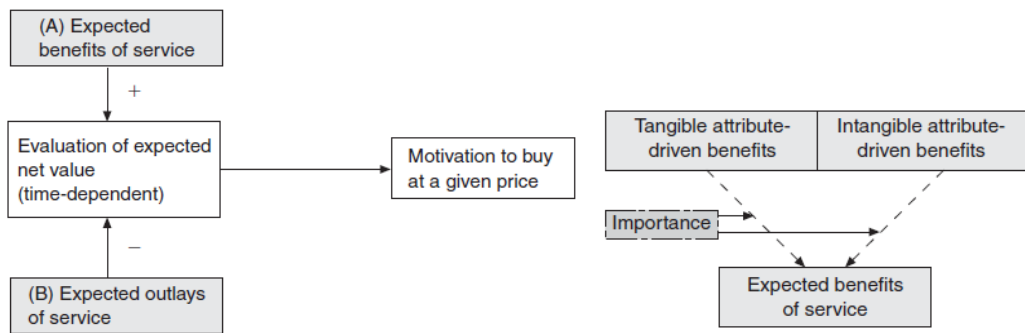 (A) Expected
benefits of service
+
Evaluation of expected
net value
(time-dependent)
−
(B) Expected outlays
of service
Motivation to buy
at a given price
Tangible attribute-
driven benefits
Intangible attribute-
driven benefits
Importance
Expected benefits
of service